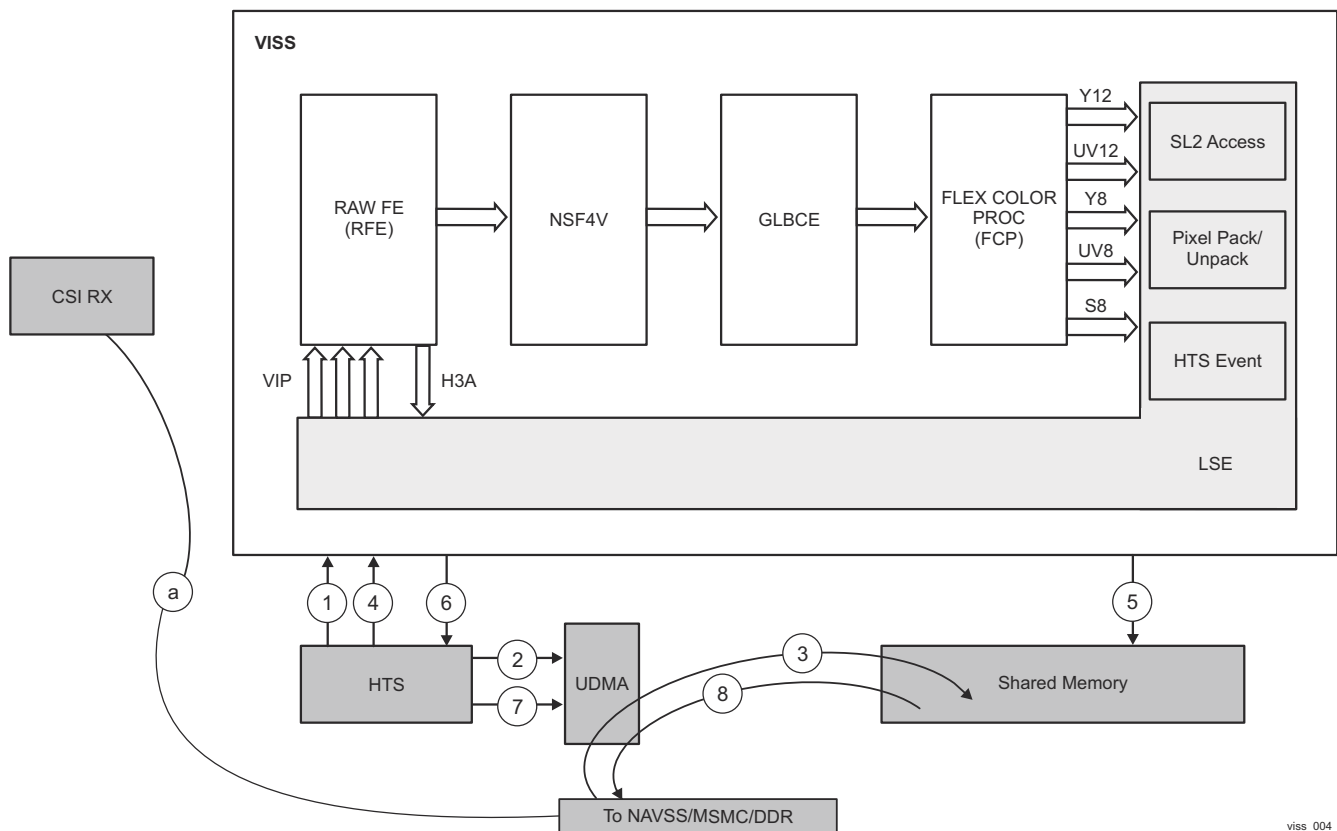 VISS
Y12
SL2 Access
UV12
RAW FE
(RFE)
NSF4V
GLBCE
FLEX COLOR
PROC
(FCP)
Y8
Pixel Pack/
Unpack
UV8
S8
CSI RX
HTS Event
VIP
H3A
LSE
a
1
4
6
5
HTS
2
7
UDMA
3
8
Shared Memory
To NAVSS/MSMC/DDR
viss_004